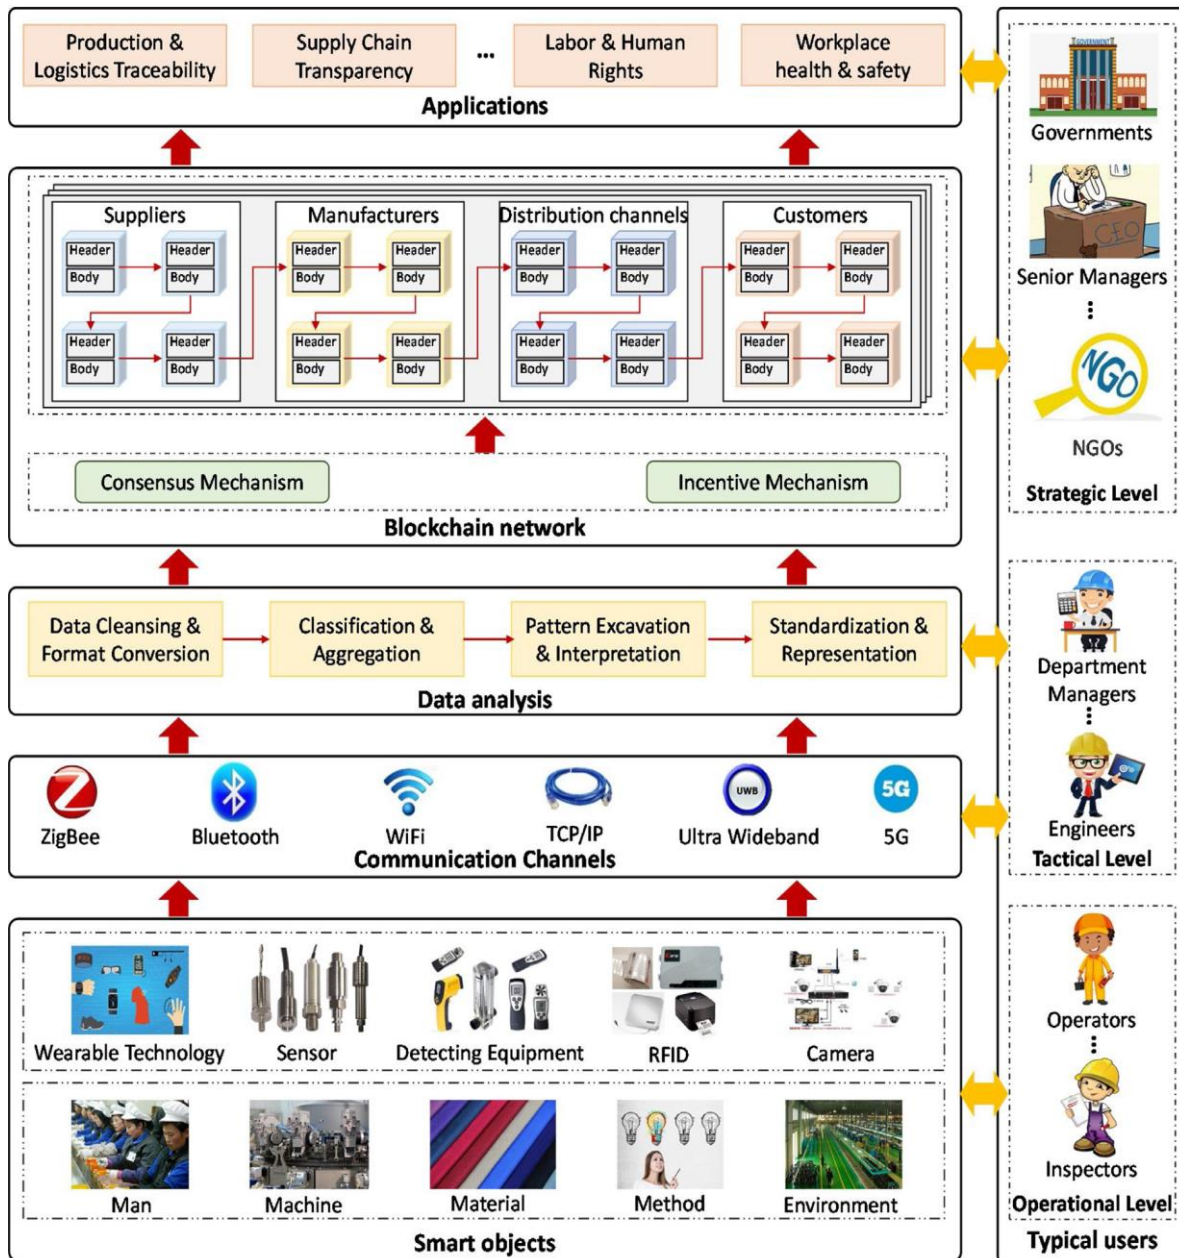 Production &
Logistics Traceability
Supply Chain
Transparency
...
Labor & Human
Rights
Workplace
health & safety
Applications
Suppliers
Manufacturers
Distribution channels
Customers
Header
Header
Header
Header
Header
Header
Header
Header
Body
Body
Body
Body
Body
Body
Body
Body
Header
Header
Header
Header
Header
Header
Header
Header
Body
Body
Body
Body
Body
Body
Body
Body
Consensus Mechanism
Incentive Mechanism
Blockchain network
Data Cleansing &
Format Conversion
Classification &
Aggregation
Pattern Excavation
& Interpretation
Standardization &
Representation
Data analysis
Z
UWB
5G
ZigBee
Bluetooth
WiFi
TCP/IP
Ultra Wideband
5G
Communication Channels
Wearable Technology
Sensor
Detecting Equipment
RFID
Camera
Man
Machine
Material
Method
Environment
Smart objects
GOVERNMENT
Governments
CEO
Senior Managers
NGO
NGOs
Strategic Level
Department
Managers
Engineers
Tactical Level
Operators
Inspectors
Operational Level
Typical users